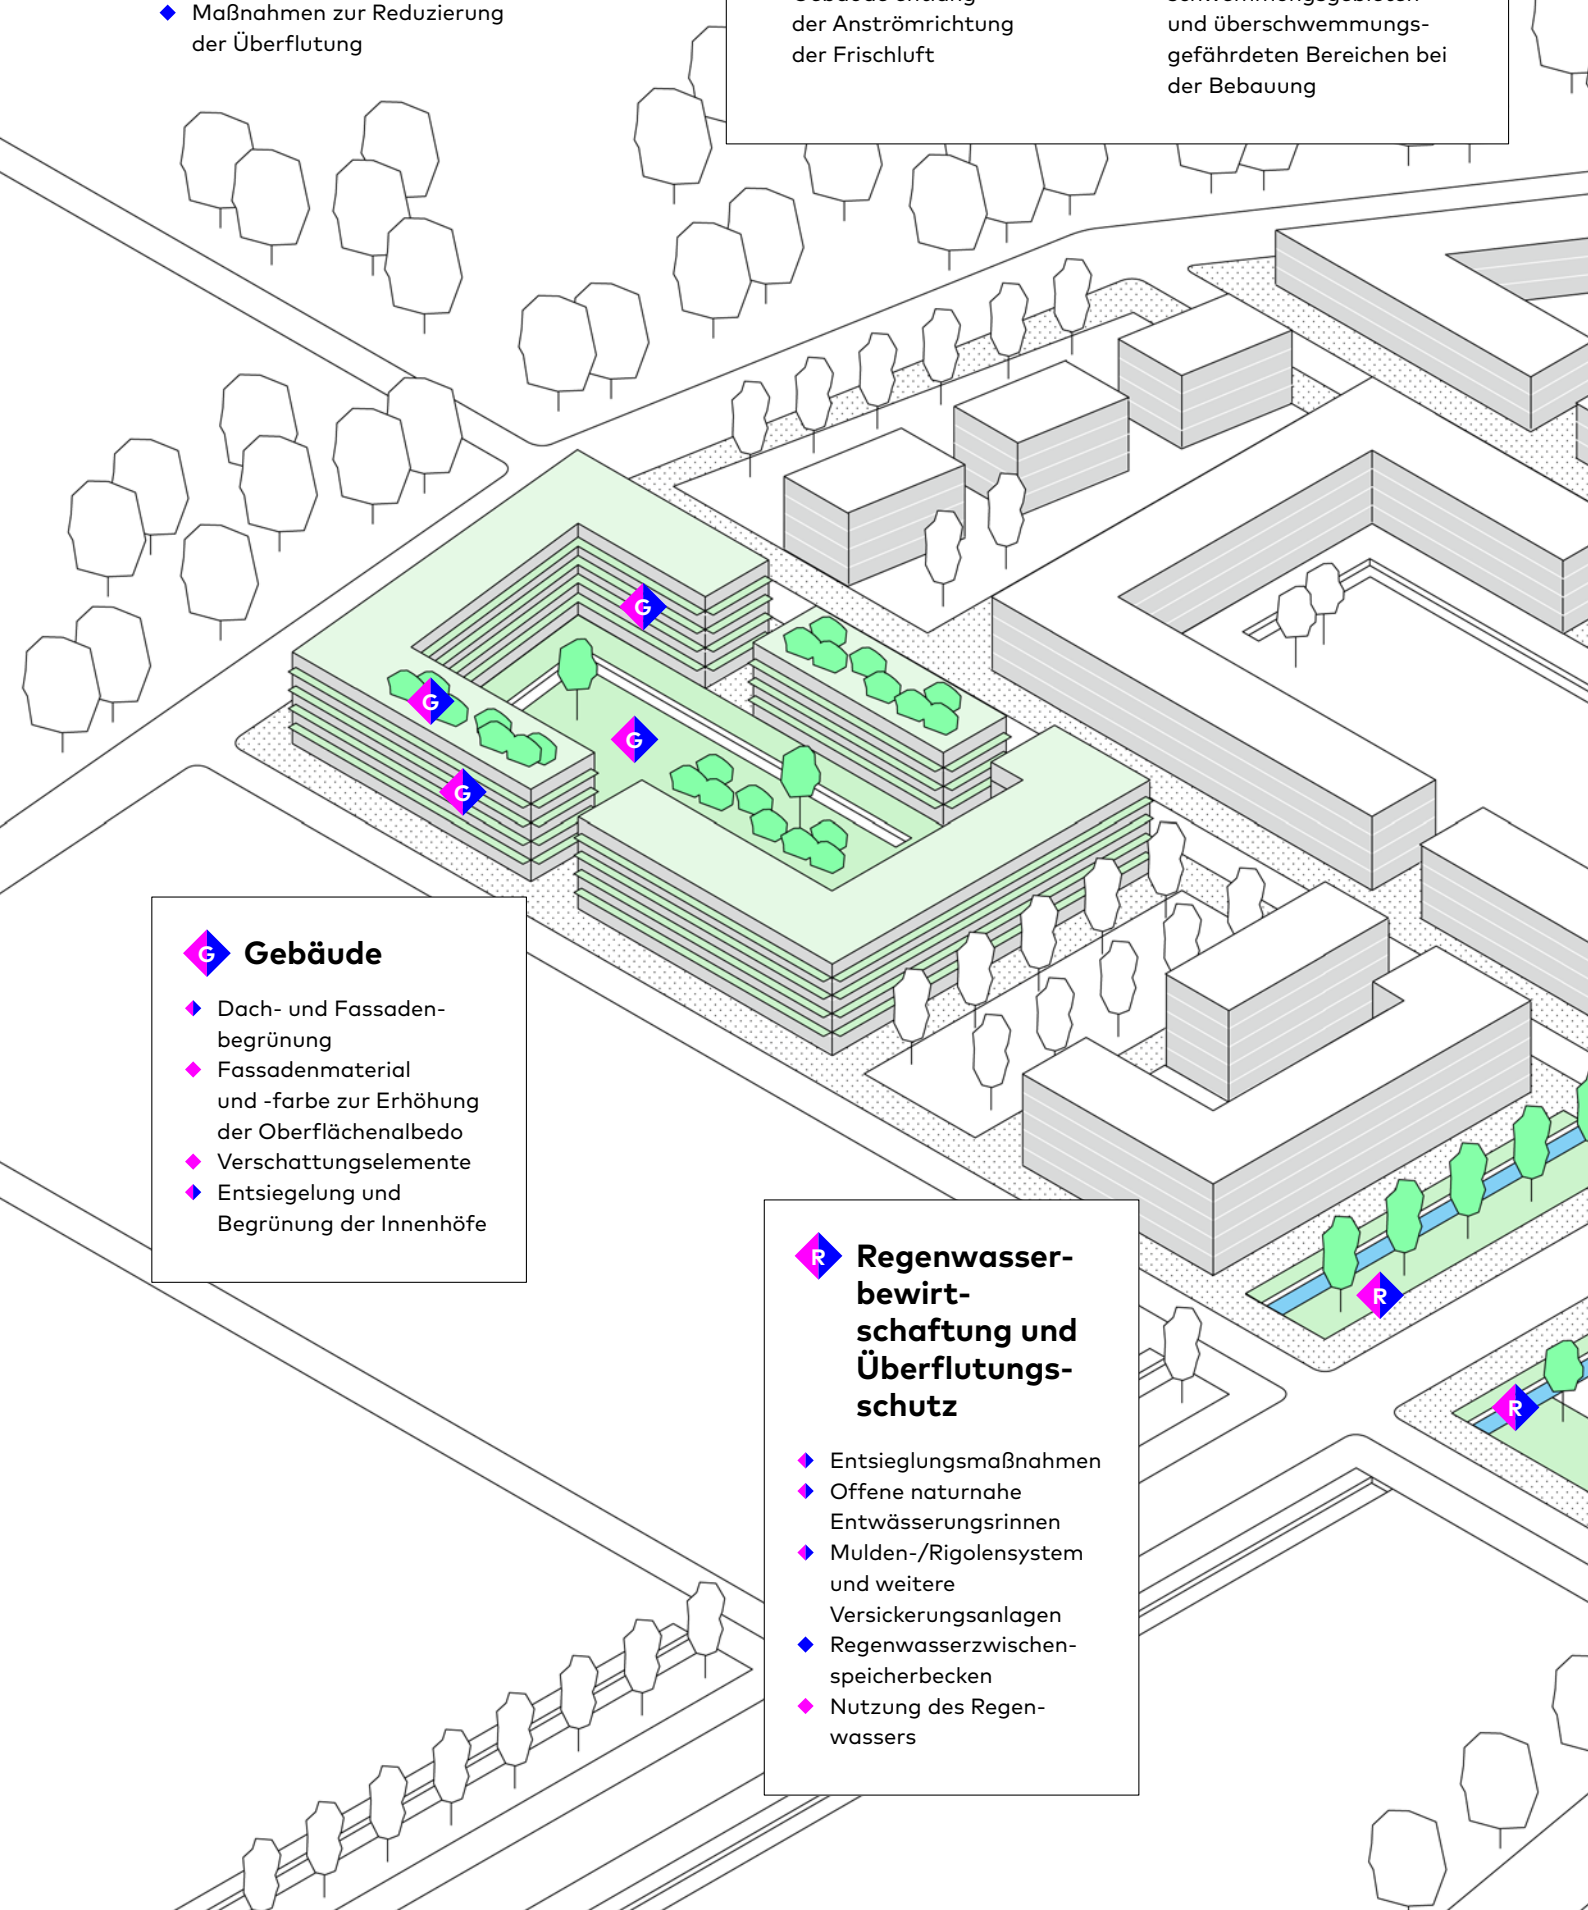 Maßnahmen zur Reduzierung
der Überflutung
der Anströmrichtung
der Frischluft
und überschwemmungs-
gefährdeten Bereichen bei
der Bebauung
G
G
G
G
G Gebäude
Dach- und Fassaden-
begrünung
Fassadenmaterial
und -farbe zur Erhöhung
der Oberflächenalbedo
Verschattungselemente
Entsiegelung und
Begrünung der Innenhöfe
R Regenwasser-
bewirt-
schaftung und
Überflutungs-
schutz
Entsieglungsmaßnahmen
Offene naturnahe
Entwässerungsrinnen
Mulden-/Rigolensystem
und weitere
Versickerungsanlagen
Regenwasserzwischen-
speicherbecken
Nutzung des Regen-
wassers
R
R